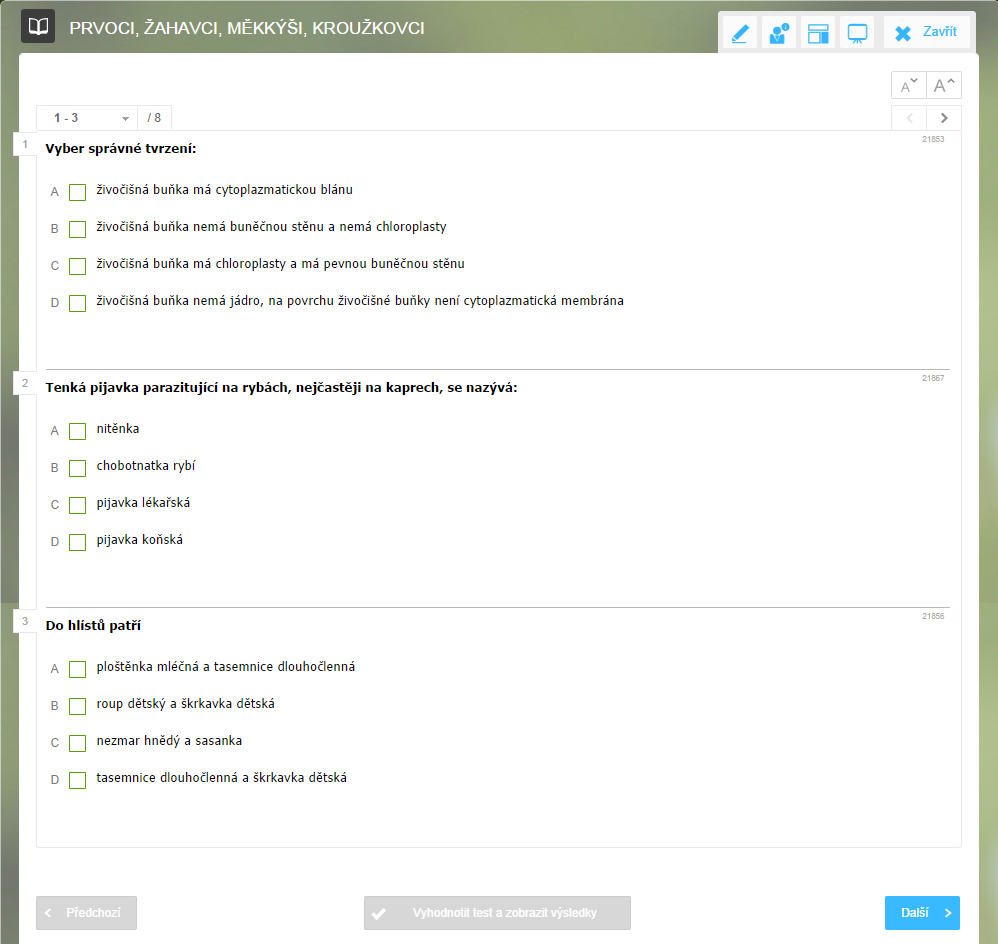 PRVOCI, ŽAHAVCI, MĚKKÝŠI, KROUŽKOVCI
Zavřít
A A
1 - 3 / 8
1
21853
Vyber správné tvrzení:
A živočišná buňka má cytoplazmatickou blánu
B živočišná buňka nemá buněčnou stěnu a nemá chloroplasty
C živočišná buňka má chloroplasty a má pevnou buněčnou stěnu
D živočišná buňka nemá jádro, na povrchu živočišné buňky není cytoplazmatická membrána
2
21867
Tenká pijavka parazitující na rybách, nejčastěji na kaprech, se nazývá:
A nitěnka
B chobotnatka rybí
C pijavka lékařská
D pijavka koňská
3
21856
Do hlístů patří
A ploštěnka mléčná a tasemnice dlouhočlenná
B roup dětský a škrkavka dětská
C nezmar hnědý a sasanka
D tasemnice dlouhočlenná a škrkavka dětská
Předchozí
Vyhodnotit test a zobrazit výsledky
Další